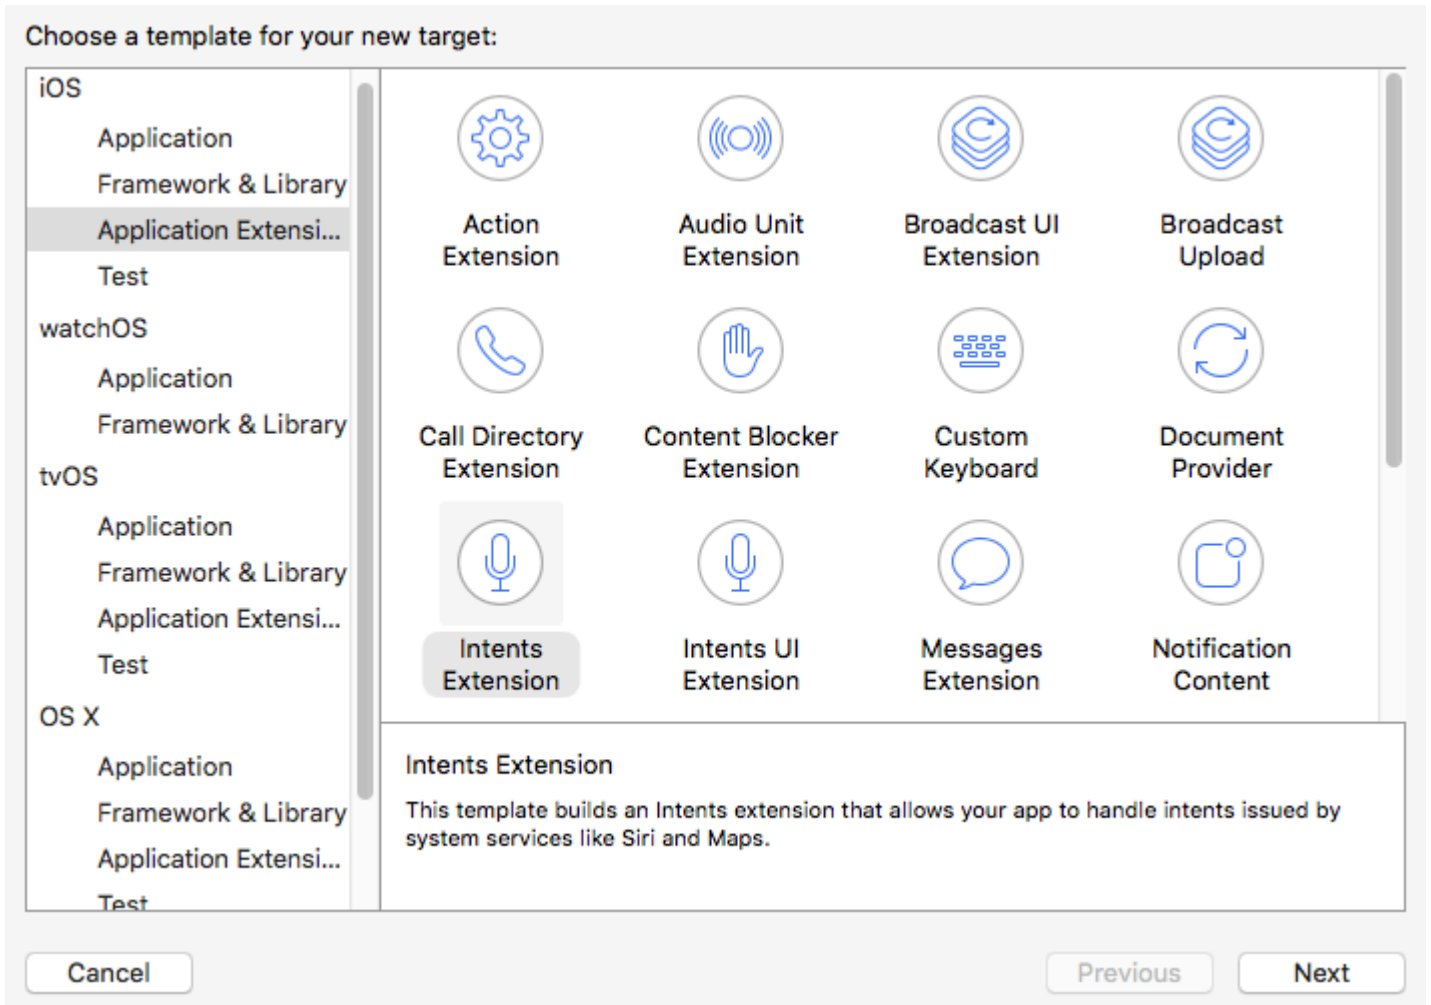 Choose a template for your new target:
iOS
Application
Framework & Library
Application Extensi...
Test
watchOS
Application
Framework & Library
tvOS
Application
Framework & Library
Application Extensi...
Test
OS X
Application
Framework & Library
Application Extensi...
Test
Action
Extension
Audio Unit
Extension
Broadcast UI
Extension
Broadcast
Upload
Call Directory
Extension
Content Blocker
Extension
Custom
Keyboard
Document
Provider
Intents
Extension
Intents UI
Extension
Messages
Extension
Notification
Content
Intents Extension
This template builds an Intents extension that allows your app to handle intents issued by
system services like Siri and Maps.
Cancel
Previous
Next